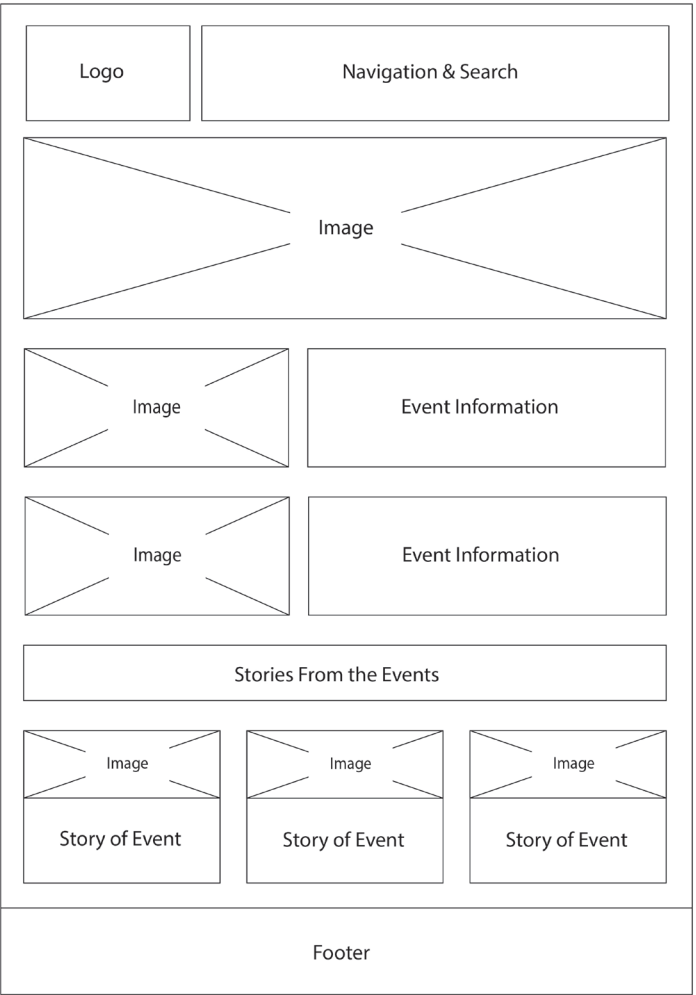 Logo
Navigation & Search
Image
Image
Event Information
Image
Event Information
Stories From the Events
Image
Image
Image
Story of Event
Story of Event
Story of Event
Footer